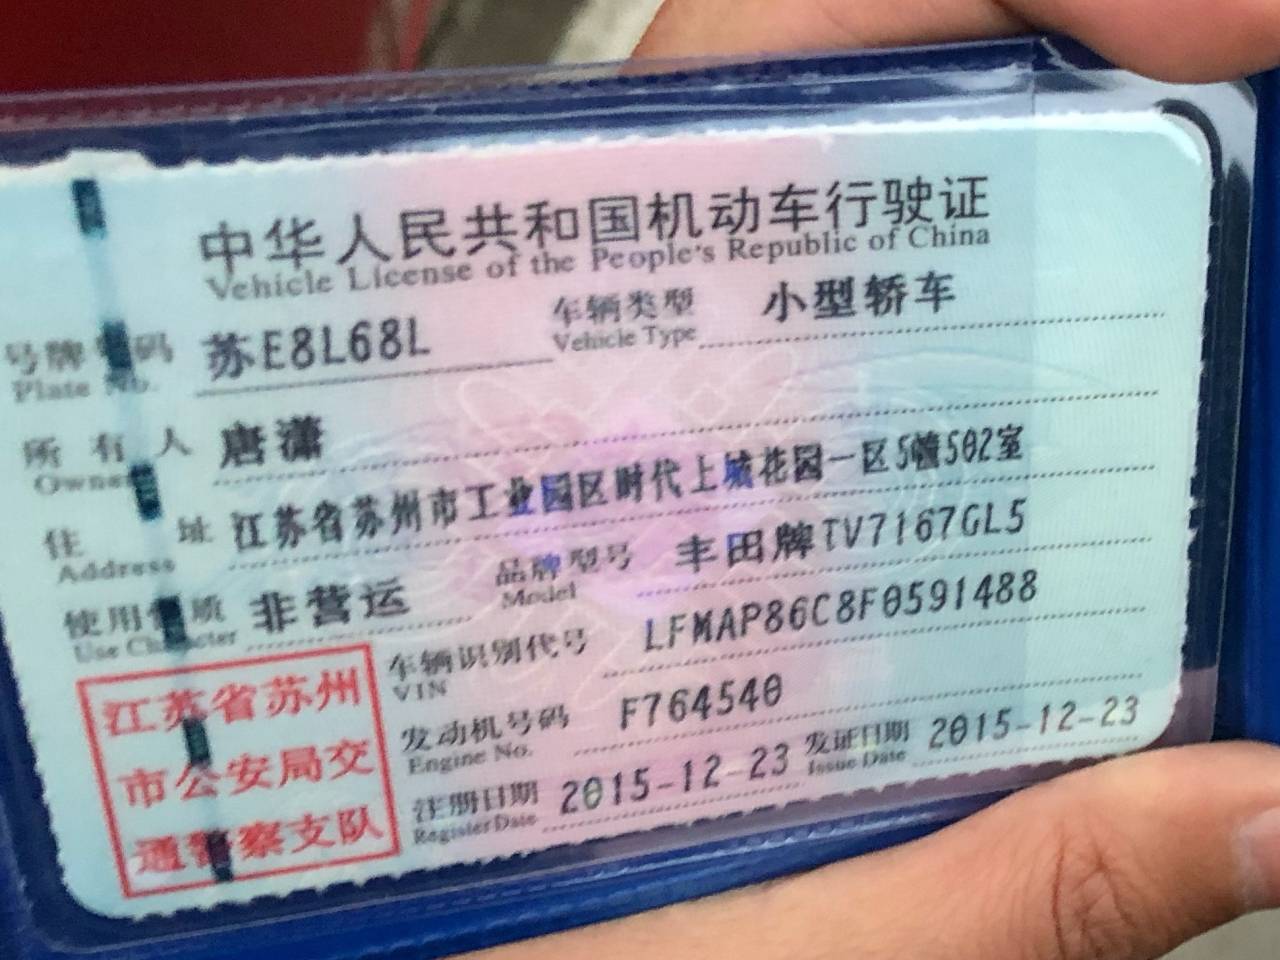 中华人民共和国机动车行驶证
Vehicle License of the People's Republic of China
号牌号码 苏E8L68L 车辆类型 小型轿车
Plate No. Vehicle Type
所有人 唐潇
Owner
住址 江苏省苏州市工业园区时代上城花园一区5幢502室
Address
使用性质 非营运 品牌型号 丰田牌TV7167GL5
Use Character Model
车辆识别代号 LFMAP86C8F0591488
VIN
发动机号码 F764540
Engine No.
注册日期 2015-12-23 发证日期 2015-12-23
Register Date Issue Date
江苏省苏州
市公安局交
通警察支队